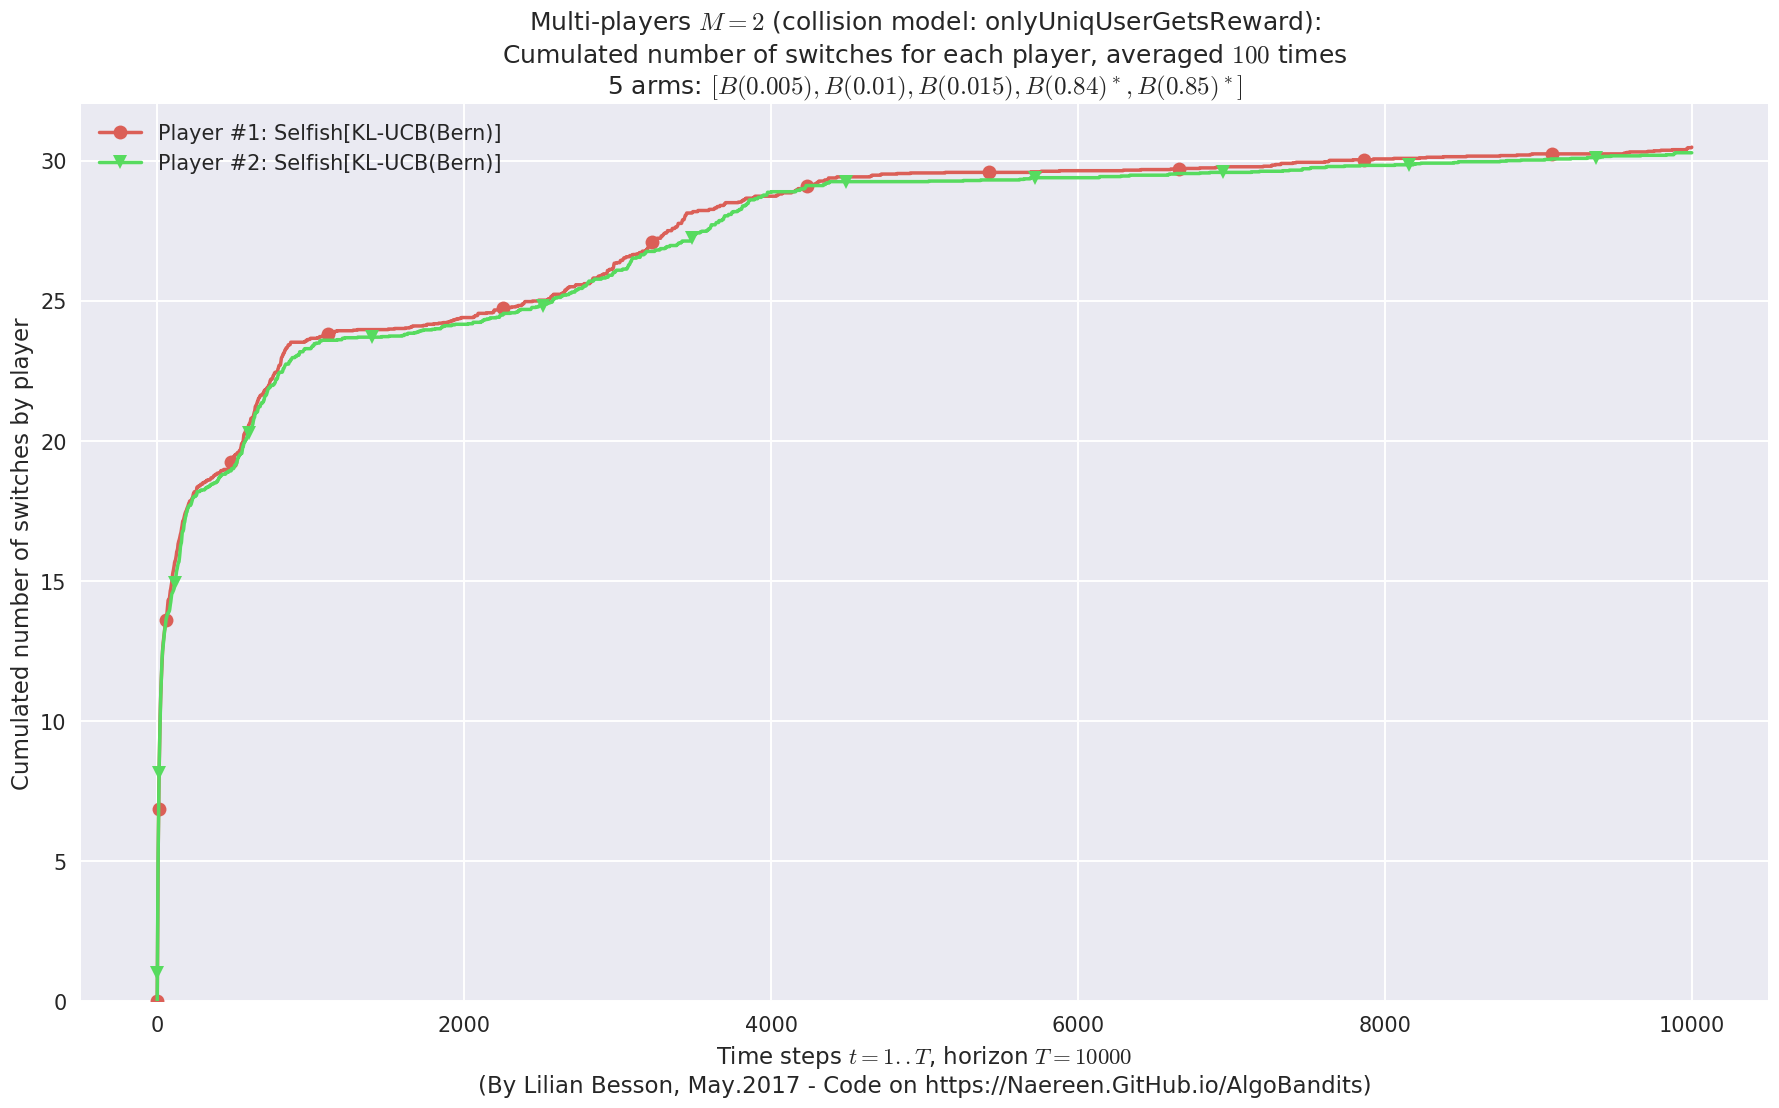 Multi-players M = 2 (collision model: onlyUniqUserGetsReward):
Cumulated number of switches for each player, averaged 100 times
5 arms: [B(0.005), B(0.01), B(0.015), B(0.84)*, B(0.85)*]
Player #1: Selfish[KL-UCB(Bern)]
Player #2: Selfish[KL-UCB(Bern)]
Cumulated number of switches by player
30
25
20
15
10
5
0
0 2000 4000 6000 8000 10000
Time steps t = 1..T, horizon T = 10000
(By Lilian Besson, May.2017 - Code on https://Naereen.GitHub.io/AlgoBandits)